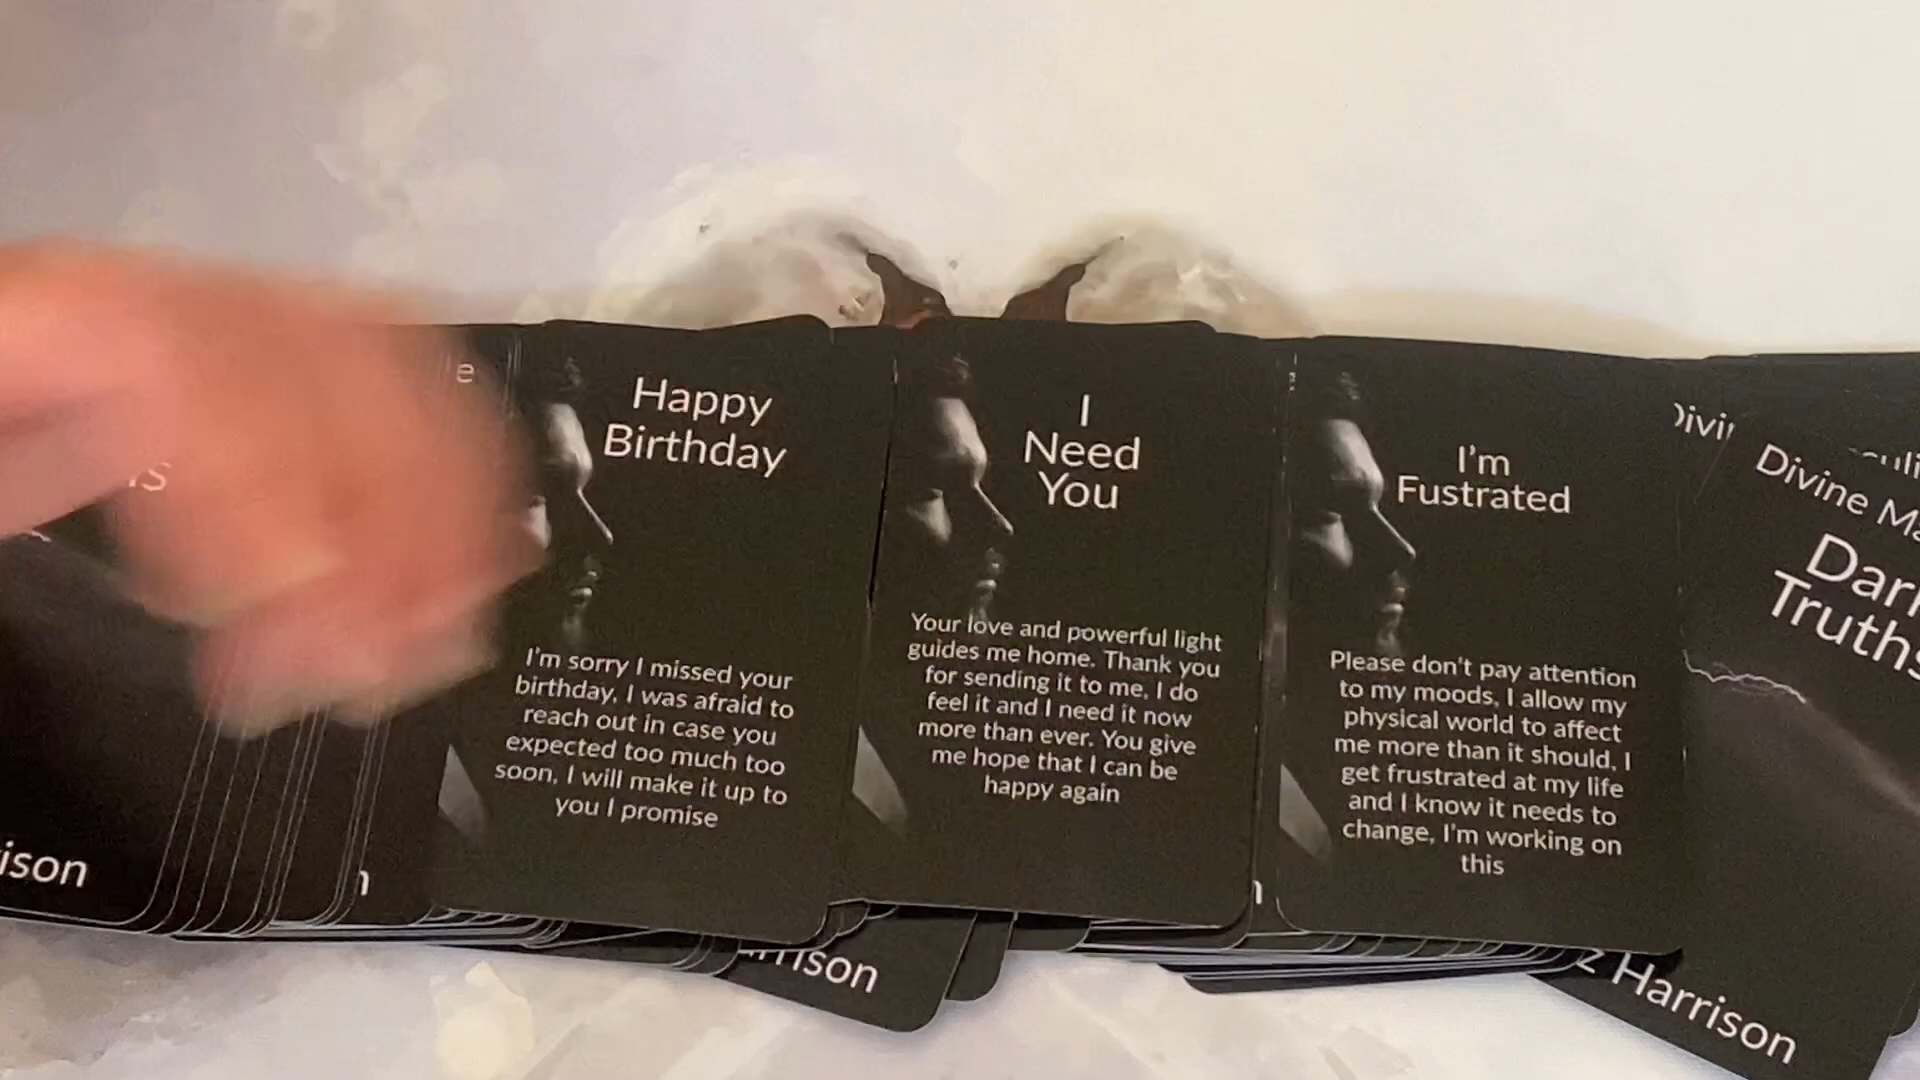 Happy
Birthday
I'm sorry I missed your
birthday, I was afraid to
reach out in case you
expected too much too
soon, I will make it up to
you I promise
I
Need
You
Your love and powerful light
guides me home. Thank you
for sending it to me, I do
feel it and I need it now
more than ever. You give
me hope that I can be
happy again
I'm
Fustrated
Please don't pay attention
to my moods, I allow my
physical world to affect
me more than it should, I
get frustrated at my life
and I know it needs to
change, I'm working on
this
Divine Ma
Dark
Truths
z Harrison
rrison
ison